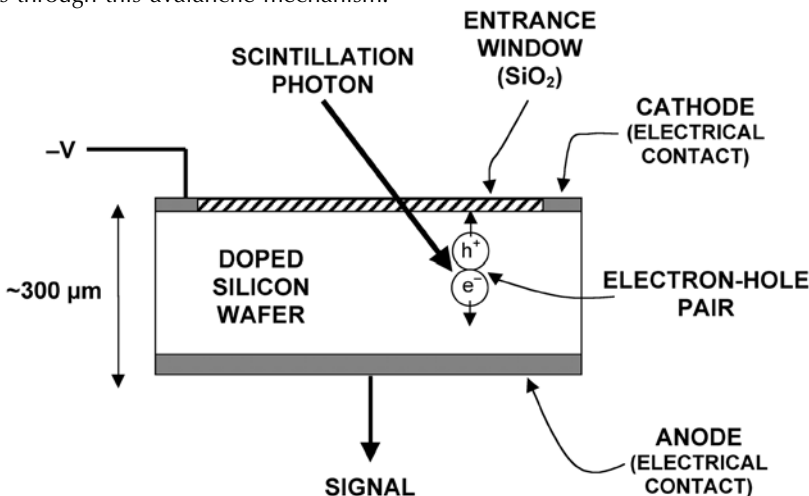 s through this avalanche mechanism.
ENTRANCE
WINDOW
(SiO₂)
SCINTILLATION
PHOTON
CATHODE
(ELECTRICAL
CONTACT)
–V
h⁺
DOPED
SILICON
WAFER
e⁻
~300 µm
ELECTRON-HOLE
PAIR
ANODE
(ELECTRICAL
CONTACT)
SIGNAL